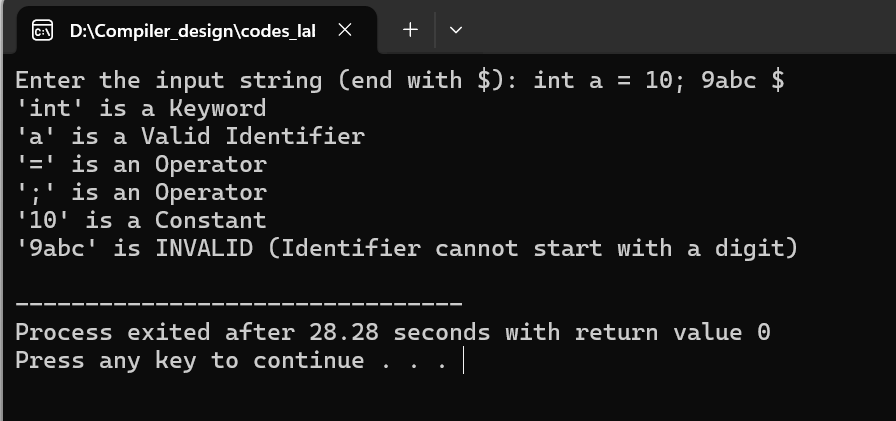 D:\Compiler_design\codes_lal
Enter the input string (end with $): int a = 10; 9abc $
'int' is a Keyword
'a' is a Valid Identifier
'=' is an Operator
';' is an Operator
'10' is a Constant
'9abc' is INVALID (Identifier cannot start with a digit)
--------------------------------
Process exited after 28.28 seconds with return value 0
Press any key to continue . . .